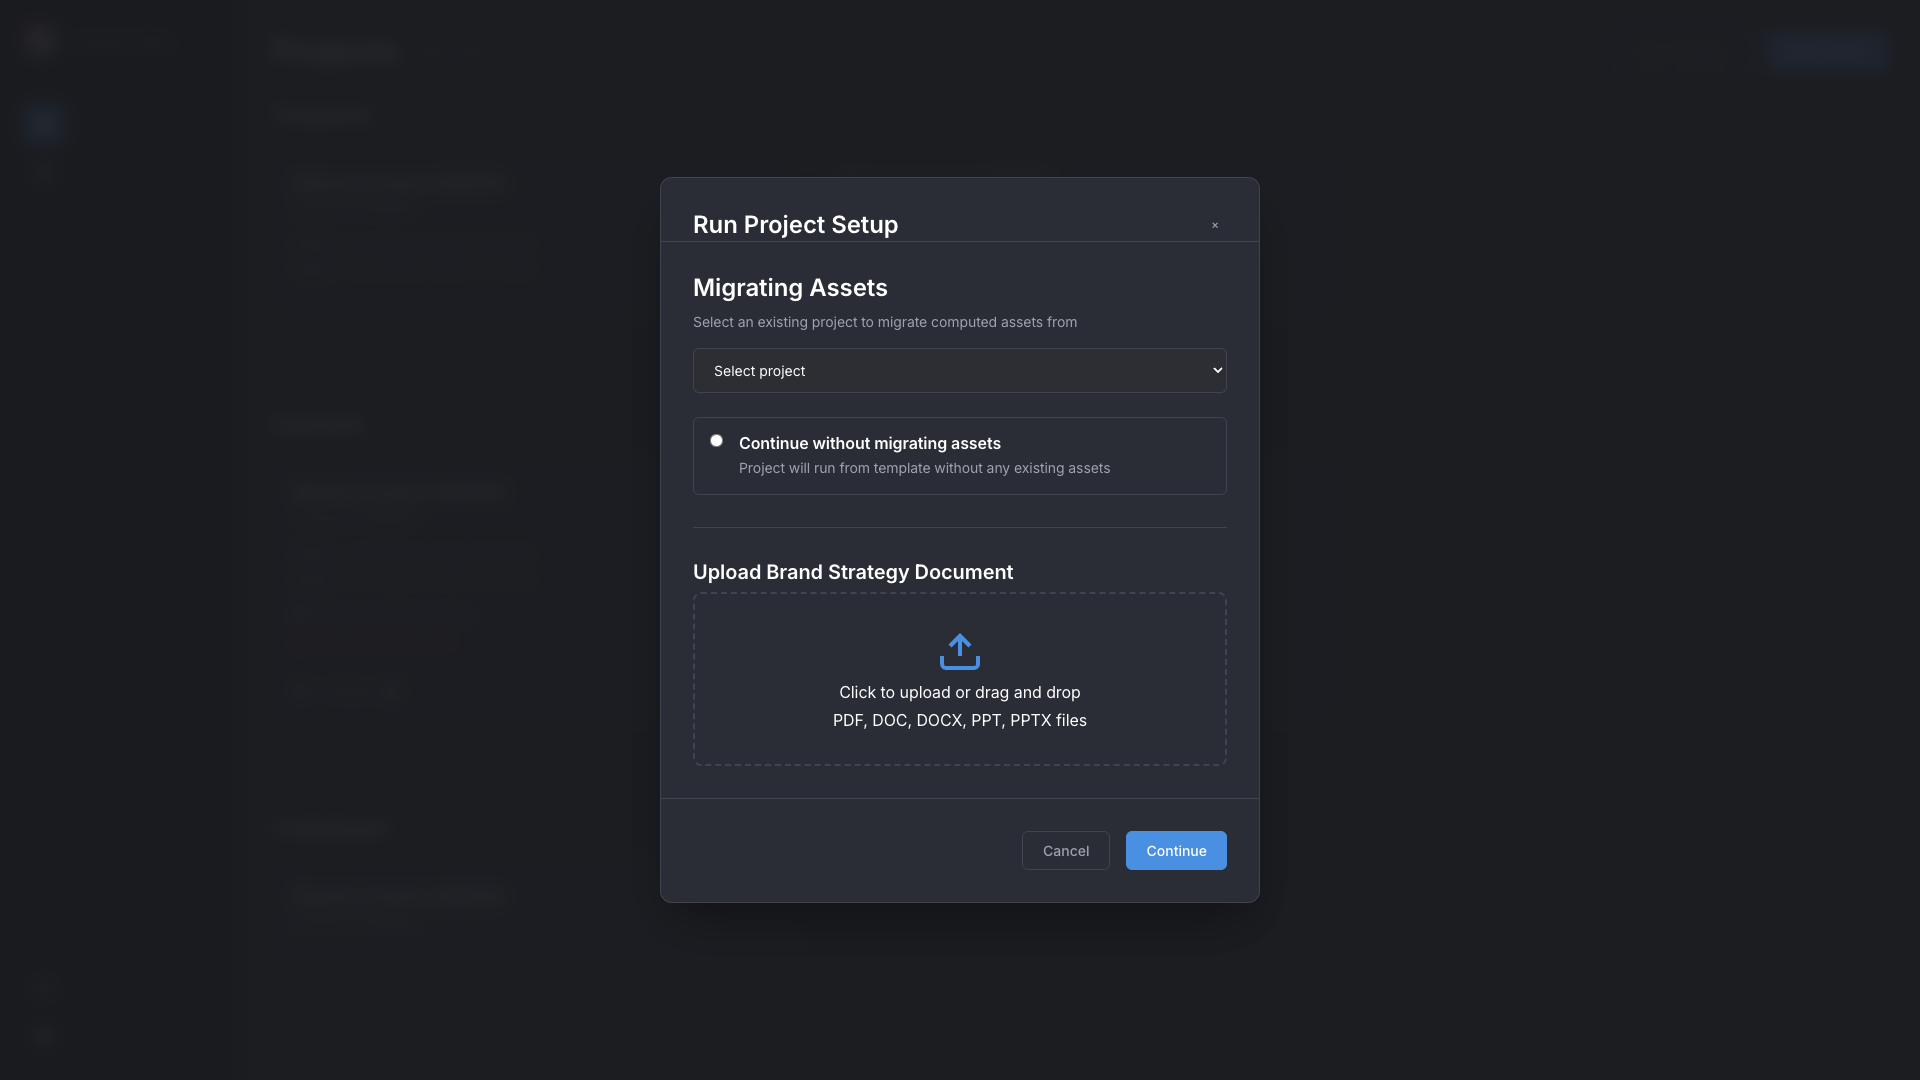 Run Project Setup
×
Migrating Assets
Select an existing project to migrate computed assets from
Select project
Continue without migrating assets
Project will run from template without any existing assets
Upload Brand Strategy Document
Click to upload or drag and drop
PDF, DOC, DOCX, PPT, PPTX files
Cancel
Continue